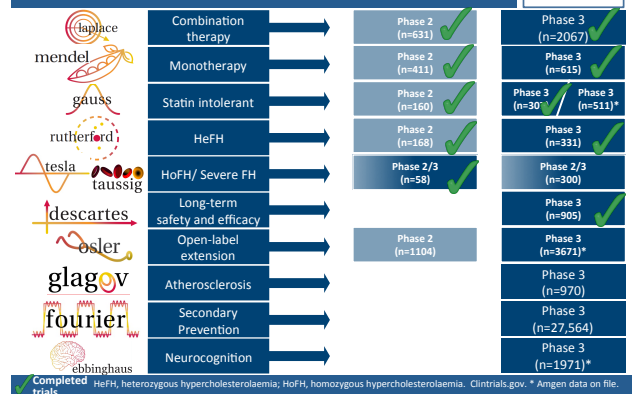 laplace
Combination
therapy
Phase 2
(n=631)
Phase 3
(n=2067)
mendel
Monotherapy
Phase 2
(n=411)
Phase 3
(n=615)
gauss
Statin intolerant
Phase 2
(n=160)
Phase 3
(n=307
Phase 3
(n=511)*
rutherford
HeFH
Phase 2
(n=168)
Phase 3
(n=331)
tesla
taussig
HoFH/ Severe FH
Phase 2/3
(n=58)
Phase 2/3
(n=300)
descartes
Long-term
safety and efficacy
Phase 3
(n=905)
osler
Open-label
extension
Phase 2
(n=1104)
Phase 3
(n=3671)*
glagov
Atherosclerosis
Phase 3
(n=970)
fourier
Secondary
Prevention
Phase 3
(n=27,564)
ebbinghaus
Neurocognition
Phase 3
(n=1971)*
Completed
trials
HeFH, heterozygous hypercholesterolaemia; HoFH, homozygous hypercholesterolaemia. Clintrials.gov. * Amgen data on file.